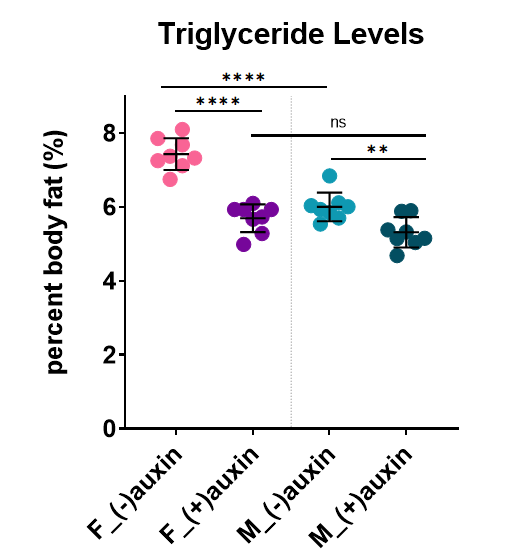 Triglyceride Levels
****
****
ns
**
percent body fat (%)
8
6
4
2
0
F_(-)auxin
F_(+)auxin
M_(-)auxin
M_(+)auxin